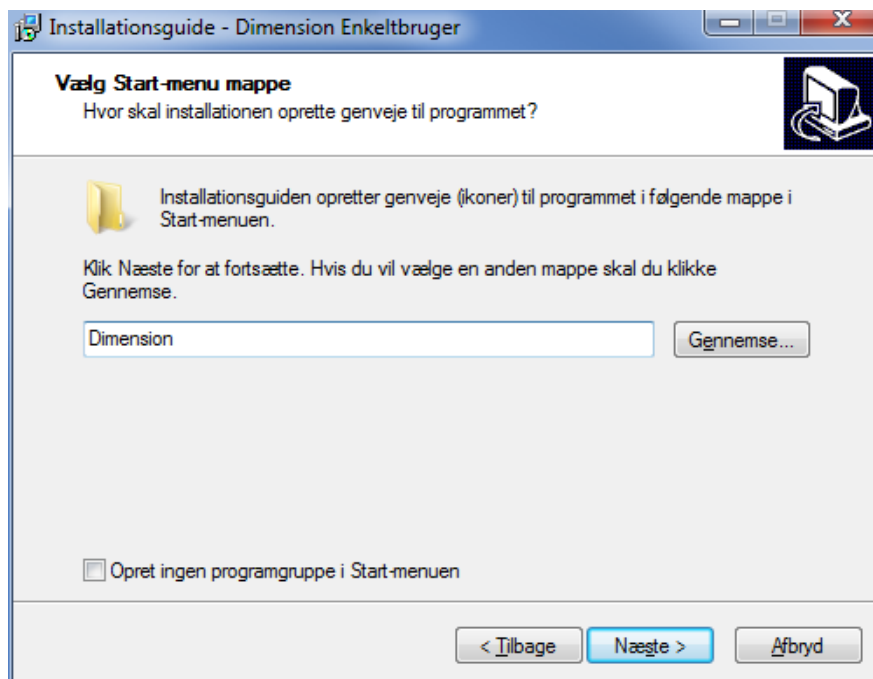 Installationsguide - Dimension Enkeltbruger
Vælg Start-menu mappe
Hvor skal installationen oprette genveje til programmet?
Installationsguiden opretter genveje (ikoner) til programmet i følgende mappe i
Start-menuen.
Klik Næste for at fortsætte. Hvis du vil vælge en anden mappe skal du klikke
Gennemse.
Dimension
Gennemse...
Opret ingen programgruppe i Start-menuen
< Tilbage
Næste >
Afbryd